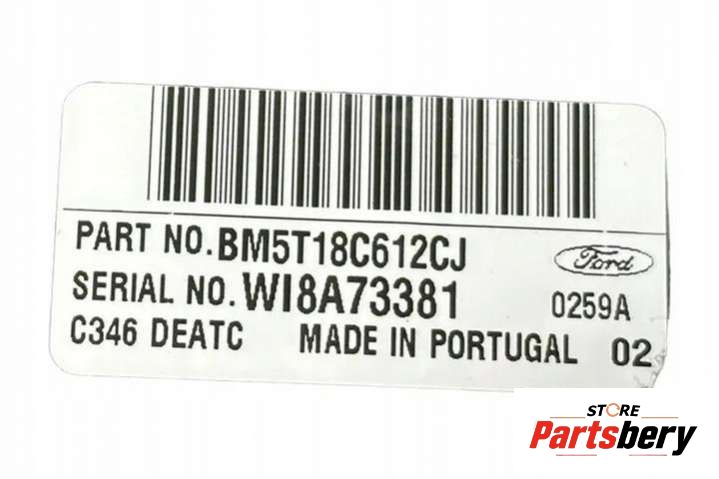 PART NO. BM5T18C612CJ
Ford
SERIAL NO. WI8A73381
0259A
C346 DEATC MADE IN PORTUGAL 02
STORE
Partsbery